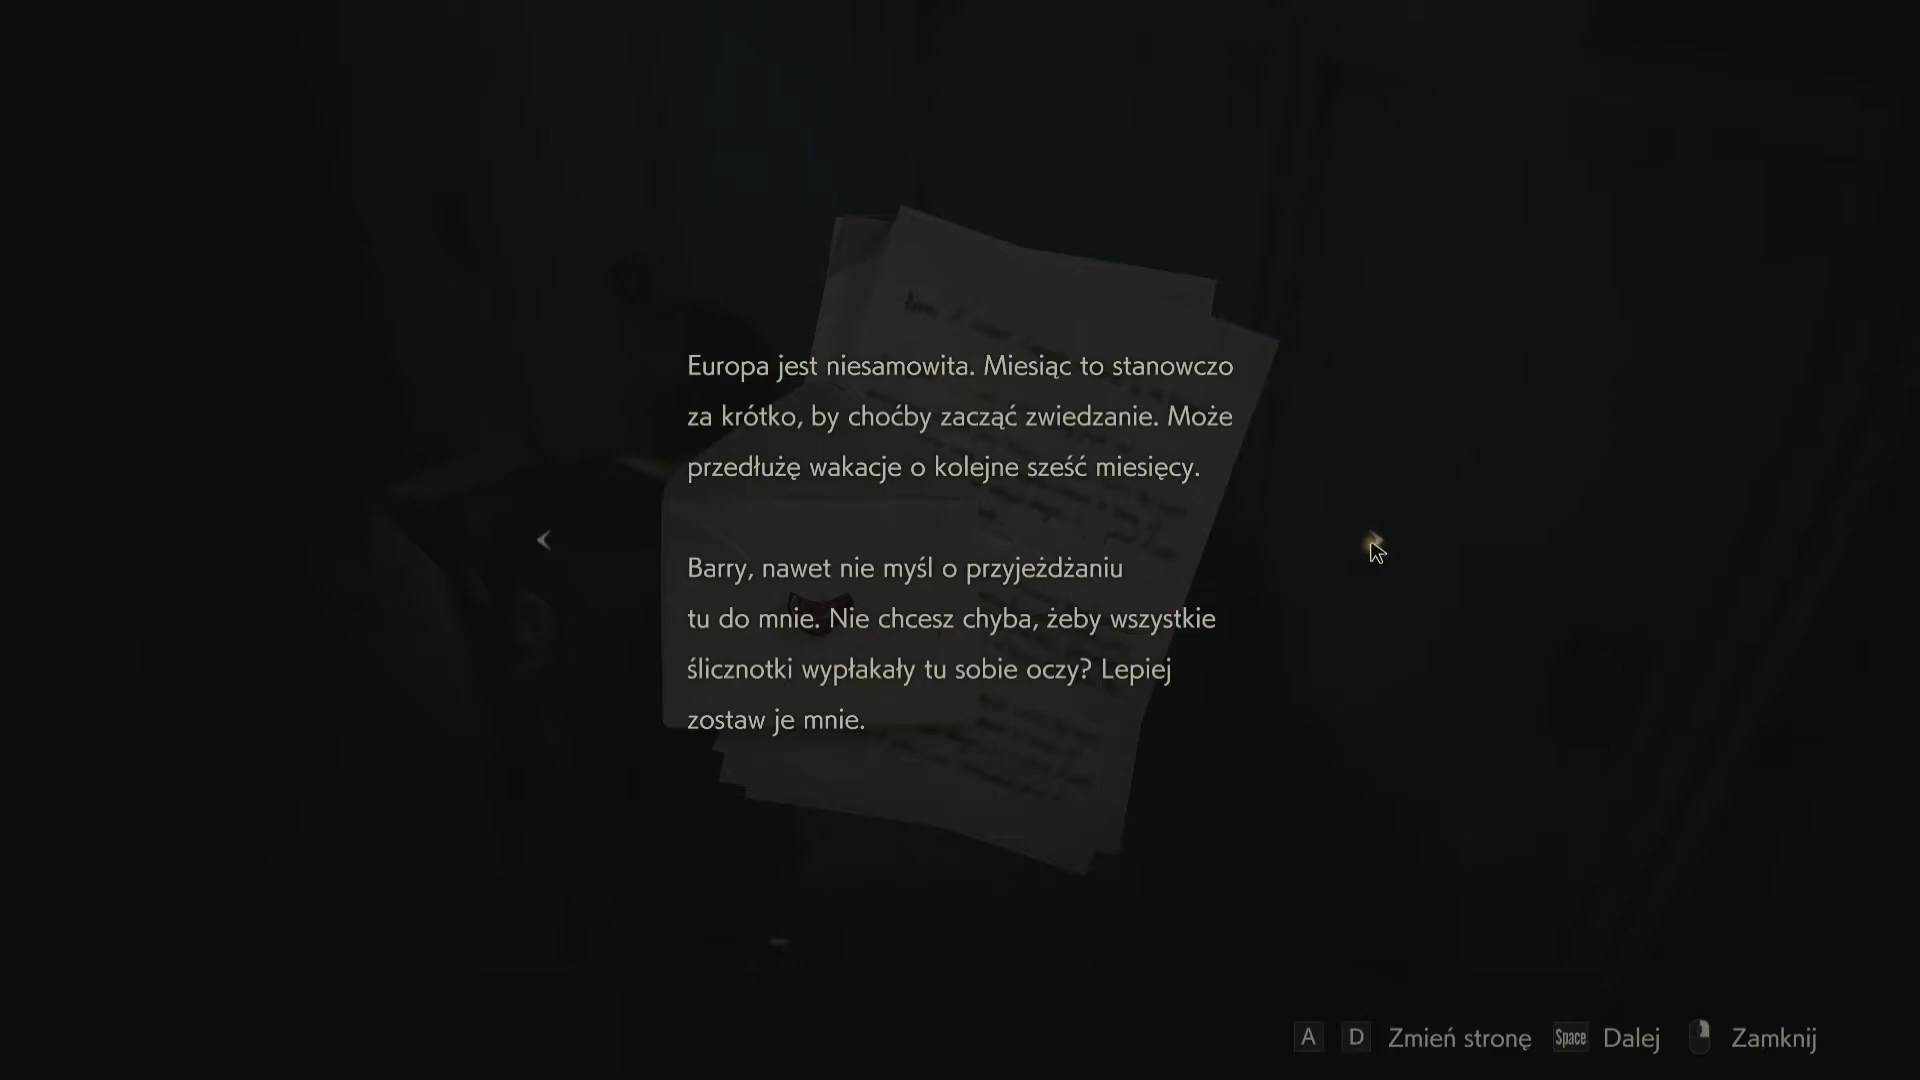 Europa jest niesamowita. Miesiąc to stanowczo
za krótko, by choćby zacząć zwiedzanie. Może
przedłużę wakacje o kolejne sześć miesięcy.
Barry, nawet nie myśl o przyjeżdżaniu
tu do mnie. Nie chcesz chyba, żeby wszystkie
ślicznotki wypłakały tu sobie oczy? Lepiej
zostaw je mnie.
A D Zmień stronę Space Dalej Zamknij